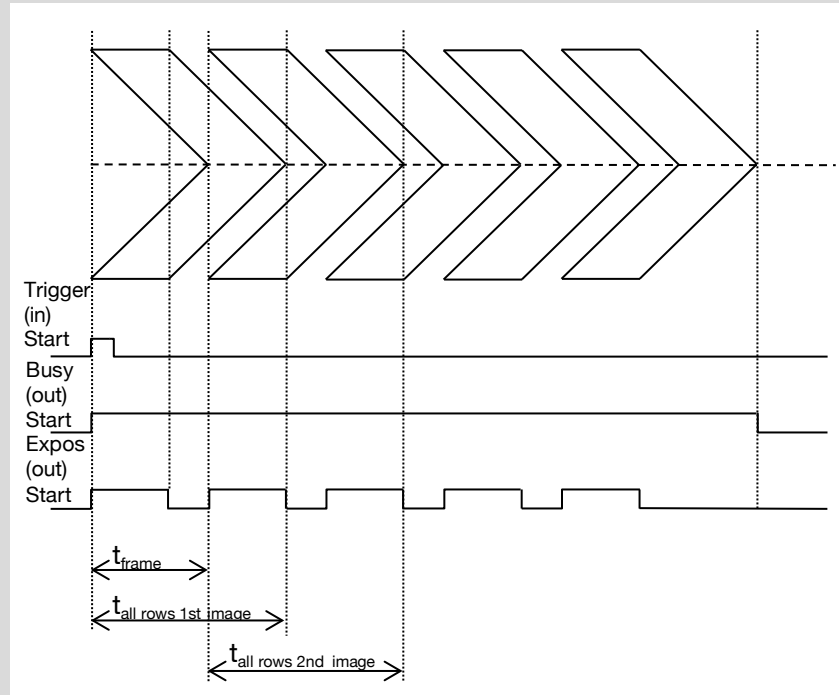 Trigger
(in)
Start
Busy
(out)
Start
Expos
(out)
Start
tframe
tall rows 1st image
tall rows 2nd image